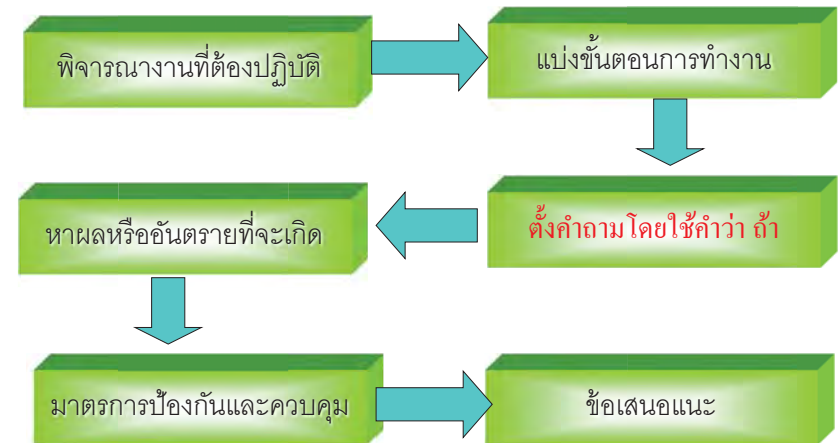 พิจารณางานที่ต้องปฏิบัติ
แบ่งขั้นตอนการทำงาน
ตั้งคำถามโดยใช้คำว่า ถ้า
หาผลหรืออันตรายที่จะเกิด
มาตรการป้องกันและควบคุม
ข้อเสนอแนะ